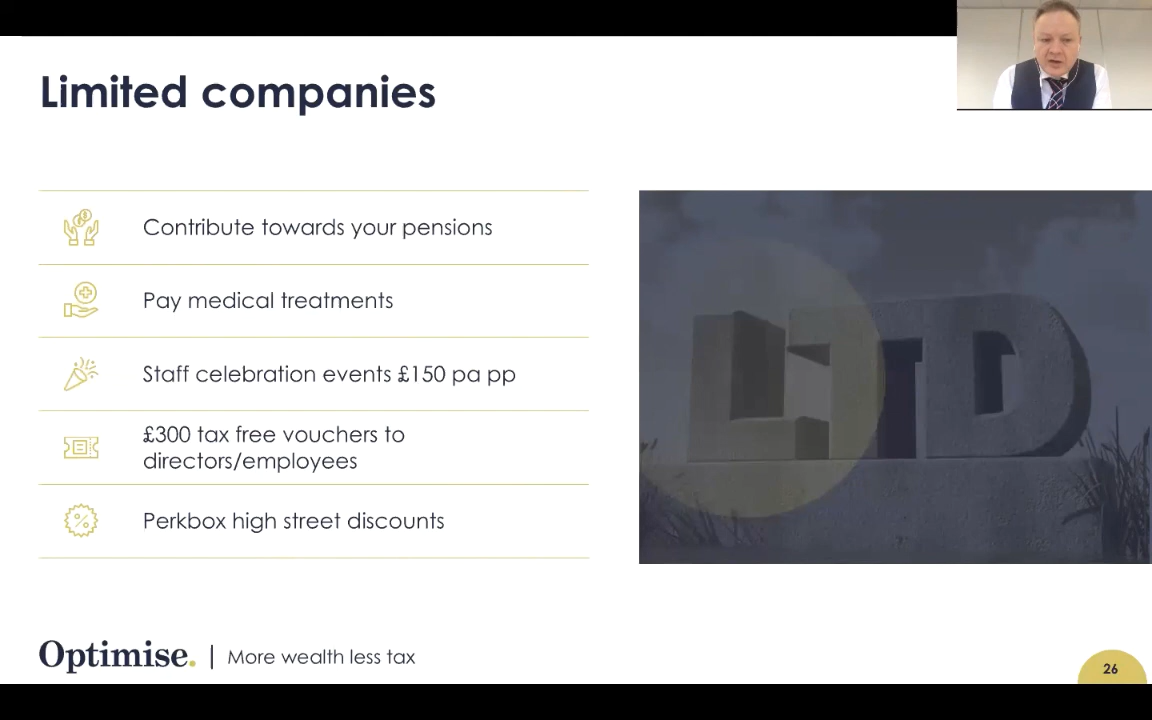 Limited companies
Contribute towards your pensions
Pay medical treatments
Staff celebration events £150 pa pp
£300 tax free vouchers to
directors/employees
Perkbox high street discounts
LTD
Optimise. | More wealth less tax
26